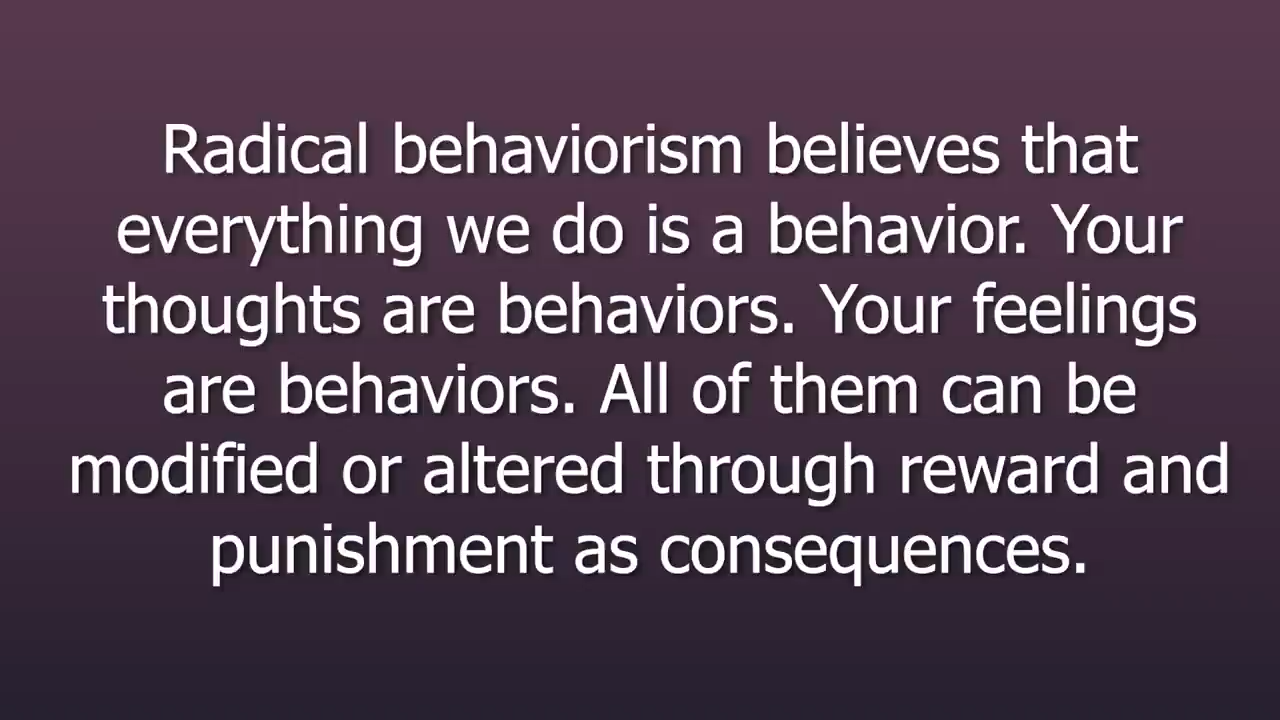 Radical behaviorism believes that
everything we do is a behavior. Your
thoughts are behaviors. Your feelings
are behaviors. All of them can be
modified or altered through reward and
punishment as consequences.